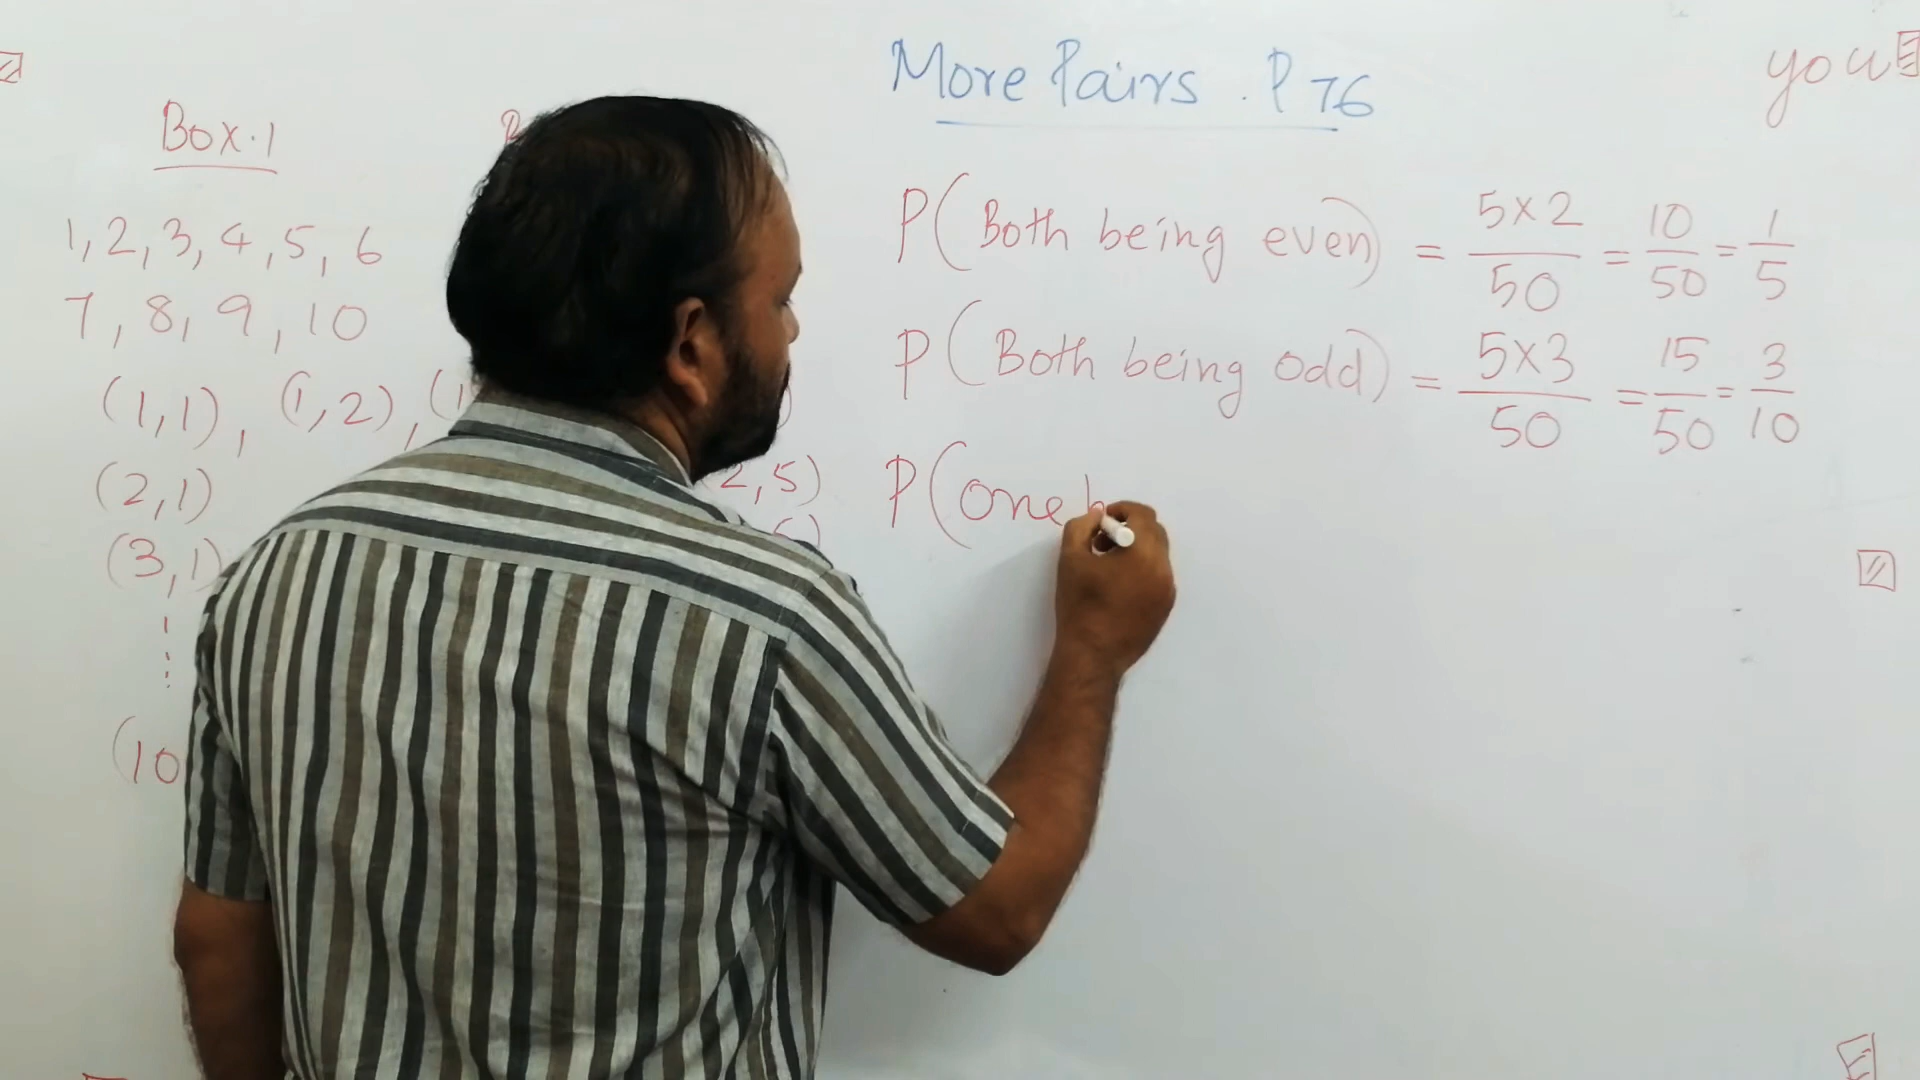 More Pairs . P 76
you
Box.1
1, 2, 3, 4, 5, 6
7, 8, 9, 10
(1,1), (1,2), (1
(2,1)
2,5)
(3,1)
(10
P(Both being even) = 5×2/50 = 10/50 = 1/5
P(Both being odd) = 5×3/50 = 15/50 = 3/10
P(one